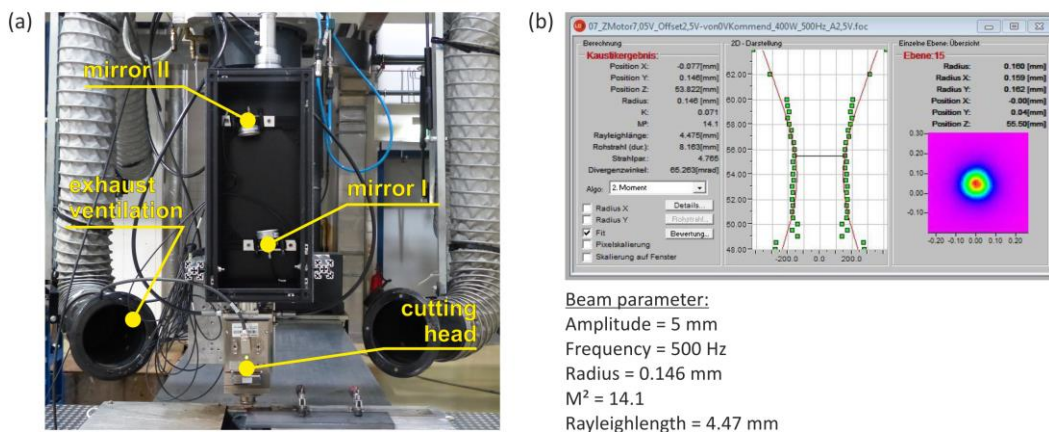 (a)
mirror II
exhaust
ventilation
mirror I
cutting
head
(b)
07_ZMotor7,05V_Offset2,5V-von0VKommend_400W_500Hz_A2,5V.foc
Berechnung
Kaustikergebnis:
Position X: -0.077[mm]
Position Y: 0.146[mm]
Position Z: 53.822[mm]
Radius: 0.146 [mm]
K: 0.071
M²: 14.1
Rayleighlänge: 4.475[mm]
Rohstrahl (dur.): 8.163[mm]
Strahlpar.: 4.765
Divergenzwinkel: 65.263[mrad]
Algo: 2. Moment
Radius X
Radius Y
Fit
Pixelskalierung
Skalierung auf Fenster
Details...
Rohstrahl...
Bewertung...
2D - Darstellung
62.00
60.00
58.00
56.00
54.00
52.00
50.00
48.00
-200.0 0.0 200.0
Einzelne Ebene: Übersicht
Ebene:15
Radius: 0.160 [mm]
Radius X: 0.159 [mm]
Radius Y: 0.162 [mm]
Position X: -0.00[mm]
Position Y: 0.04[mm]
Position Z: 55.50[mm]
0.30
0.10
-0.10
-0.20 0.00 0.20
Beam parameter:
Amplitude = 5 mm
Frequency = 500 Hz
Radius = 0.146 mm
M² = 14.1
Rayleighlength = 4.47 mm